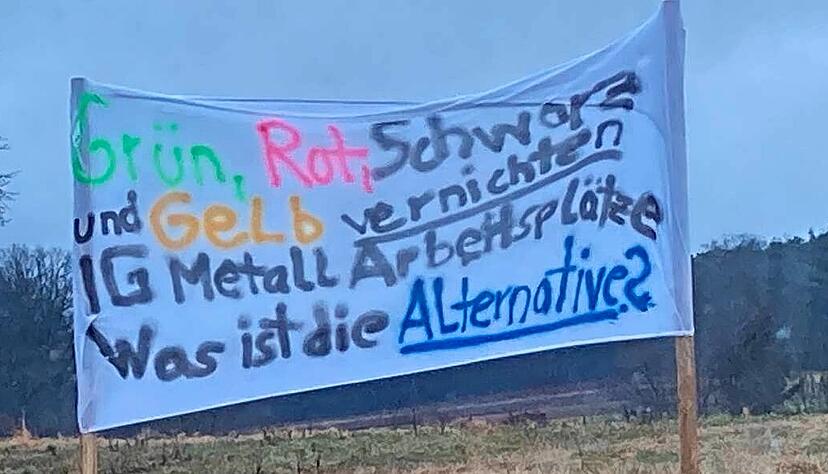 Grün, Rot, Schwarz
und Gelb vernichten
IG Metall Arbeitsplätze
Was ist die Alternative?